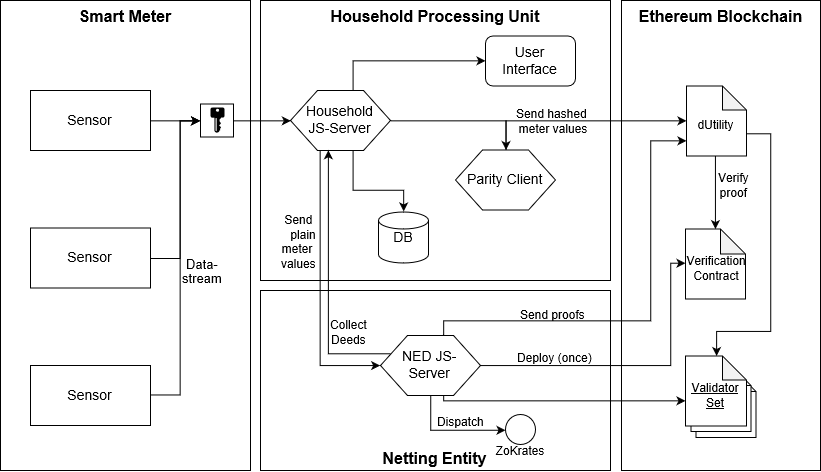 Smart Meter
Household Processing Unit
Ethereum Blockchain
User
Interface
Sensor
Household
JS-Server
Send hashed
meter values
dUtility
Parity Client
Verify
proof
Send
plain
meter
values
DB
Sensor
Data-
stream
Verification
Contract
Send proofs
Collect
Deeds
NED JS-
Server
Deploy (once)
Sensor
Validator
Set
Dispatch
ZoKrates
Netting Entity